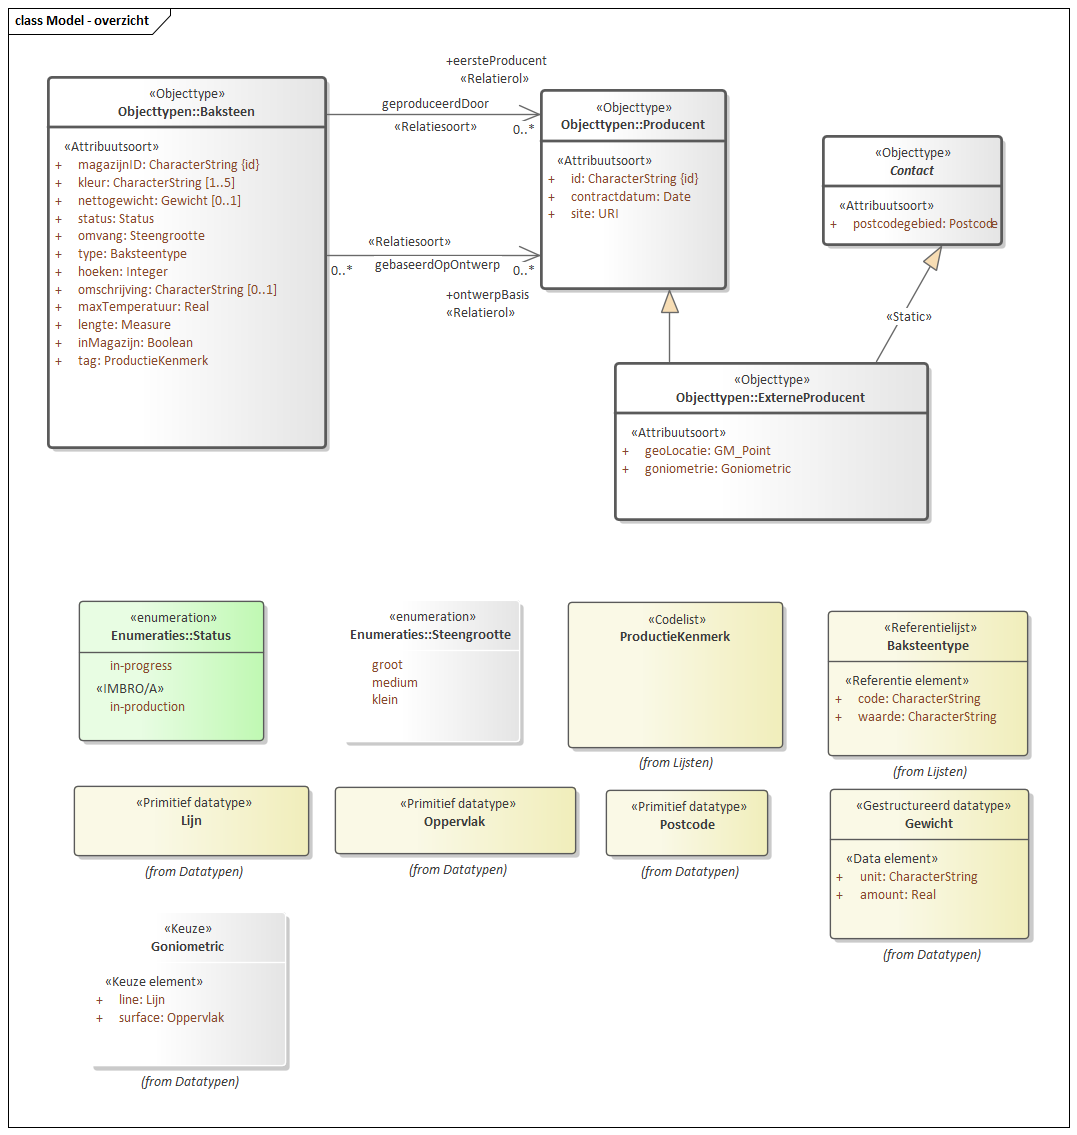 class Model - overzicht
«Objecttype»
Objecttypen::Baksteen
«Attribuutsoort»
+ magazijnID: CharacterString {id}
+ kleur: CharacterString [1..5]
+ nettogewicht: Gewicht [0..1]
+ status: Status
+ omvang: Steengrootte
+ type: Baksteentype
+ hoeken: Integer
+ omschrijving: CharacterString [0..1]
+ maxTemperatuur: Real
+ lengte: Measure
+ inMagazijn: Boolean
+ tag: ProductieKenmerk
+eersteProducent
«Relatierol»
geproduceerdDoor
«Relatiesoort»
0..*
«Relatiesoort»
0..*
gebaseerdOpOntwerp
0..*
+ontwerpBasis
«Relatierol»
«Objecttype»
Objecttypen::Producent
«Attribuutsoort»
+ id: CharacterString {id}
+ contractdatum: Date
+ site: URI
«Objecttype»
Contact
«Attribuutsoort»
+ postcodegebied: Postcode
«Static»
«Objecttype»
Objecttypen::ExterneProducent
«Attribuutsoort»
+ geoLocatie: GM_Point
+ goniometrie: Goniometric
«enumeration»
Enumeraties::Status
in-progress
«IMBRO/A»
in-production
«enumeration»
Enumeraties::Steengrootte
groot
medium
klein
«Codelist»
ProductieKenmerk
(from Lijsten)
«Referentielijst»
Baksteentype
«Referentie element»
+ code: CharacterString
+ waarde: CharacterString
(from Lijsten)
«Primitief datatype»
Lijn
(from Datatypen)
«Primitief datatype»
Oppervlak
(from Datatypen)
«Primitief datatype»
Postcode
(from Datatypen)
«Gestructureerd datatype»
Gewicht
«Data element»
+ unit: CharacterString
+ amount: Real
(from Datatypen)
«Keuze»
Goniometric
«Keuze element»
+ line: Lijn
+ surface: Oppervlak
(from Datatypen)